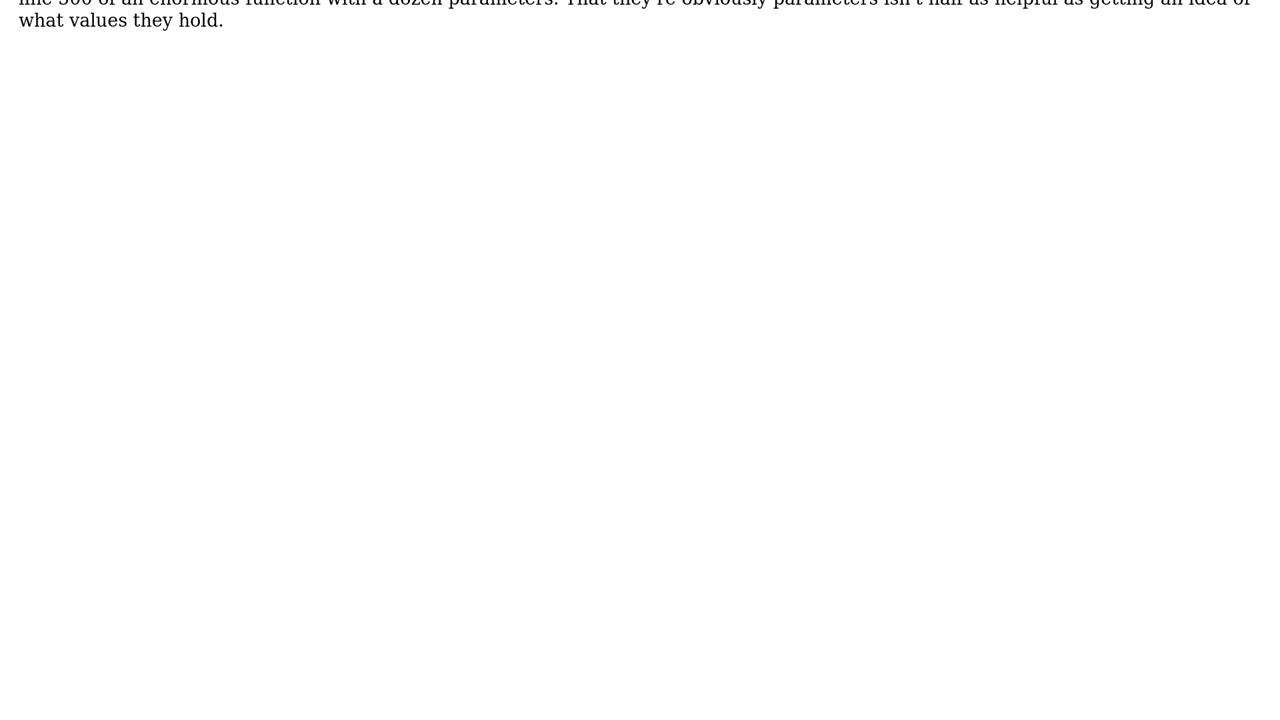 line 500 of an enormous function with a dozen parameters. That they're obviously parameters isn't half as helpful as getting an idea of
what values they hold.